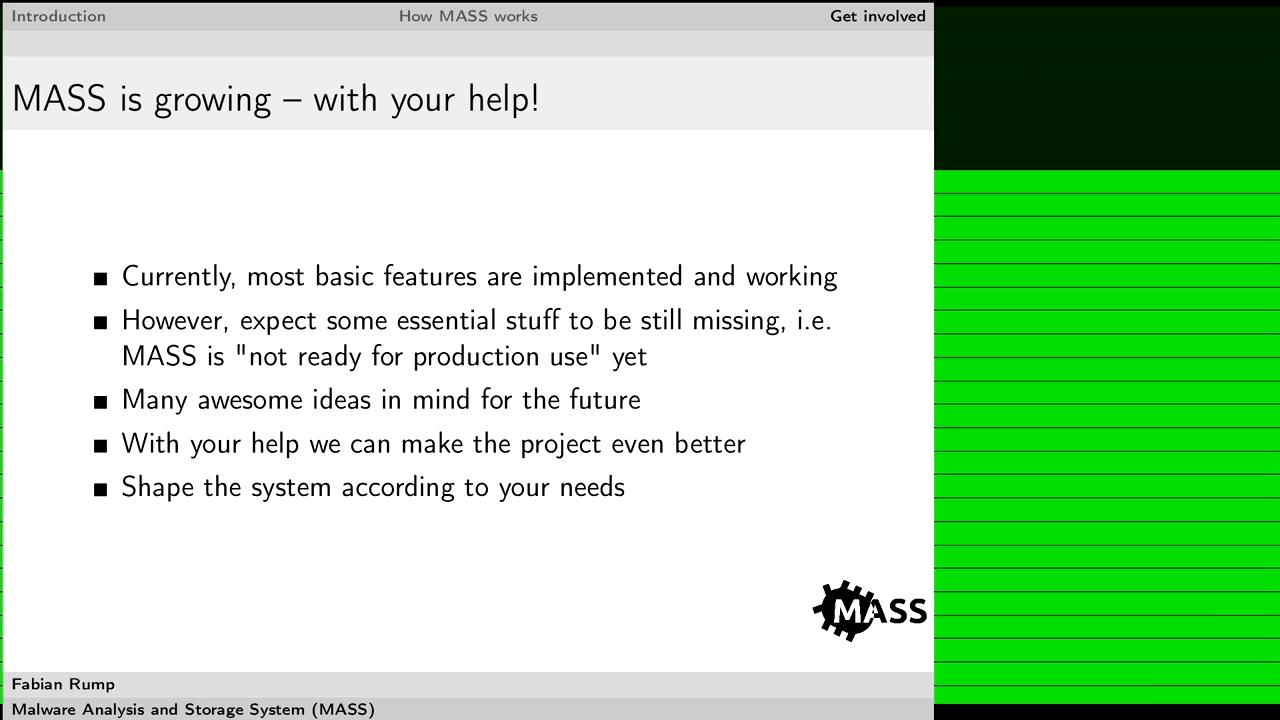 Introduction
How MASS works
Get involved
MASS is growing – with your help!
Currently, most basic features are implemented and working
However, expect some essential stuff to be still missing, i.e.
MASS is "not ready for production use" yet
Many awesome ideas in mind for the future
With your help we can make the project even better
Shape the system according to your needs
MASS
Fabian Rump
Malware Analysis and Storage System (MASS)